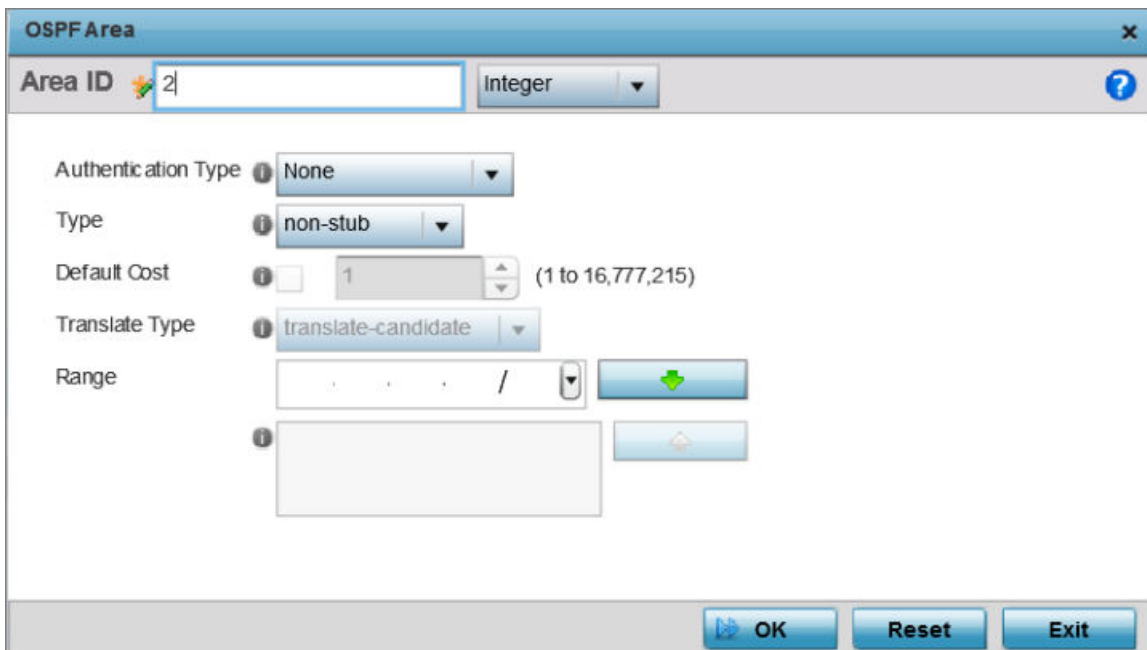 OSPF Area
Area ID 2 Integer
Authentication Type None
Type non-stub
Default Cost 1 (1 to 16,777,215)
Translate Type translate-candidate
Range . . . /
OK Reset Exit